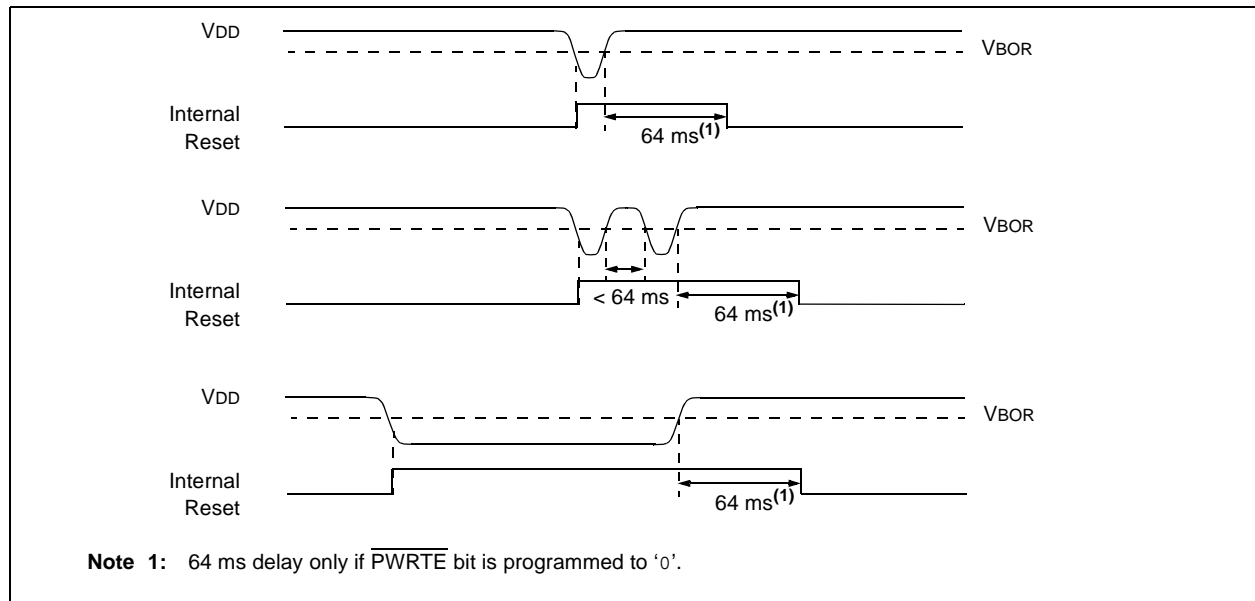 VDD
VBOR
Internal
Reset
64 ms(1)
VDD
VBOR
Internal
Reset
< 64 ms
64 ms(1)
VDD
VBOR
Internal
Reset
64 ms(1)
Note 1: 64 ms delay only if PWRTE bit is programmed to ‘0’.